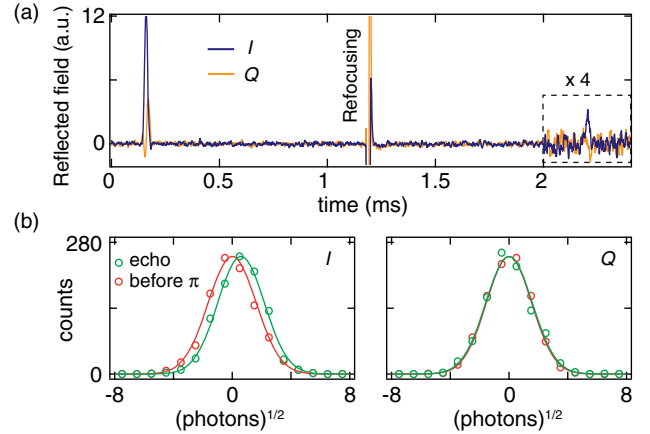 (a)
12
0
Reflected field (a.u.)
I
Q
Refocusing
x 4
0 0.5 1 1.5 2
time (ms)
(b)
280
0
counts
echo
before π
I
Q
-8 0 8
-8 0 8
(photons)1/2
(photons)1/2